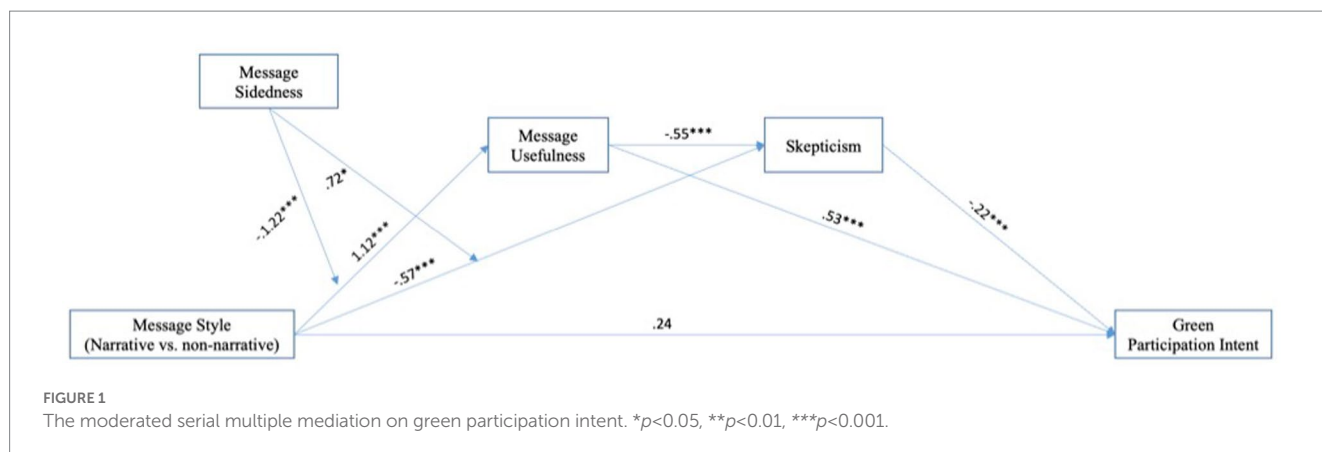 Message
Sidedness
Message
Usefulness
-.55***
Skepticism
.72*
-.1.22***
1.12***
-.57***
.53***
-.22***
Message Style
(Narrative vs. non-narrative)
.24
Green
Participation Intent
FIGURE 1
The moderated serial multiple mediation on green participation intent. *p<0.05, **p<0.01, ***p<0.001.